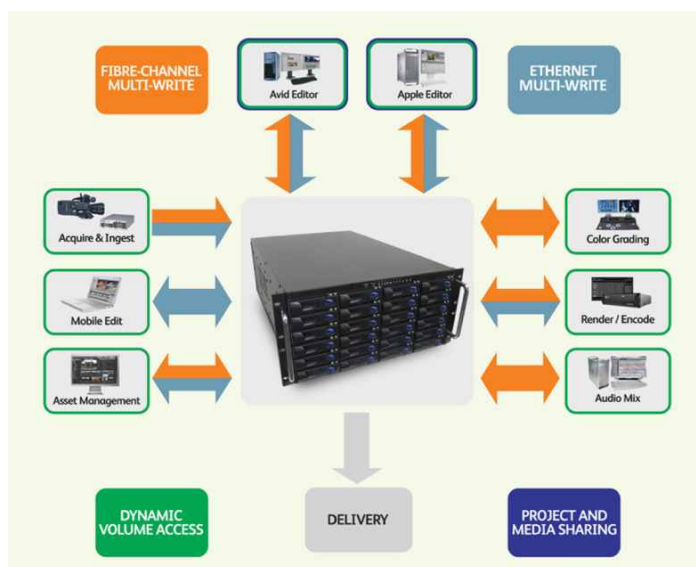 FIBRE-CHANNEL
MULTI-WRITE
Avid Editor
Apple Editor
ETHERNET
MULTI-WRITE
Acquire & Ingest
Color Grading
Mobile Edit
Render / Encode
Asset Management
Audio Mix
DYNAMIC
VOLUME ACCESS
DELIVERY
PROJECT AND
MEDIA SHARING